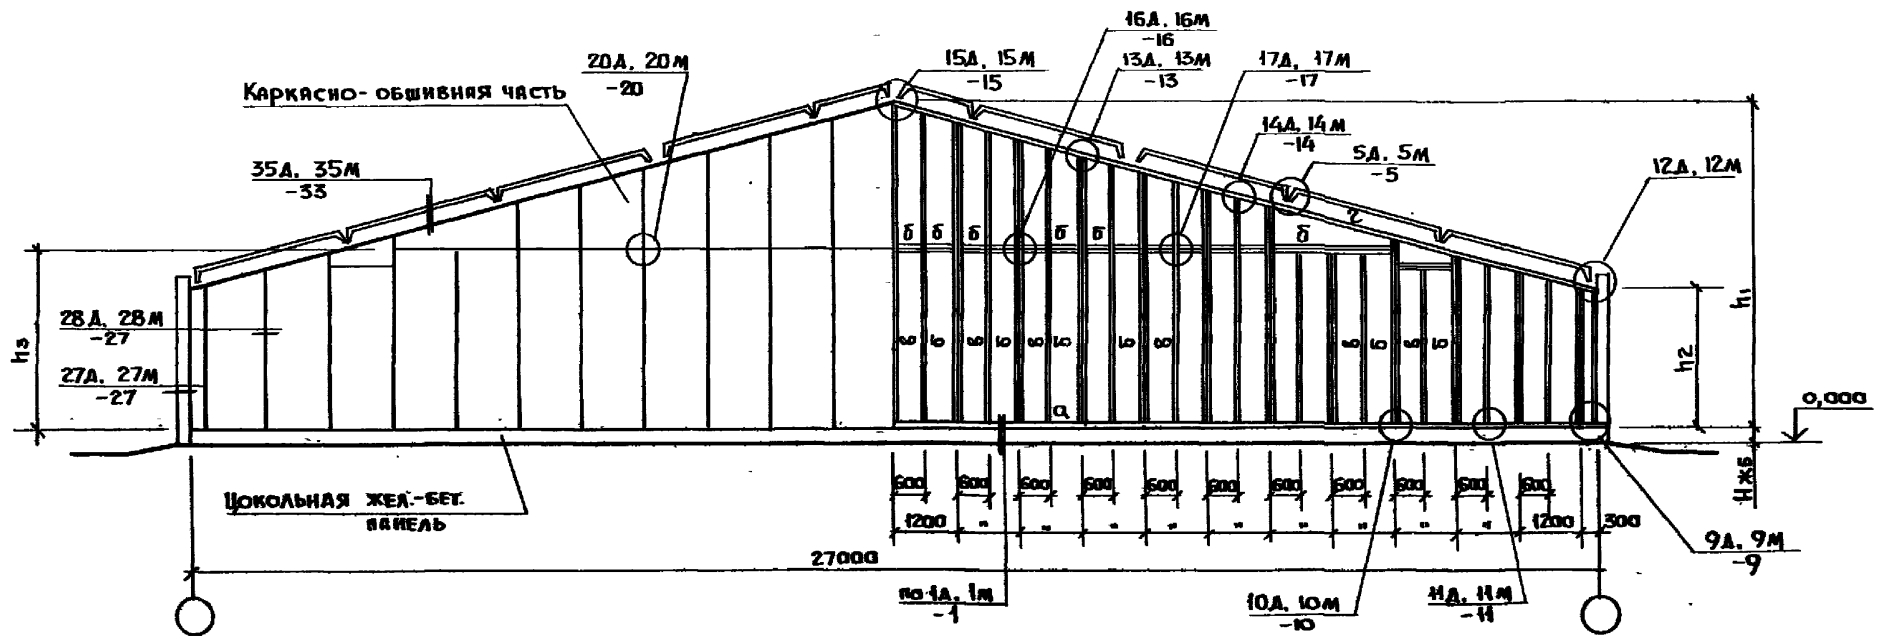 16Д. 16М
-16
20Д. 20М
-20
15Д. 15М
-15
13Д. 13М
-13
17Д. 17М
-17
Каркасно-обшивная часть
14Д. 14М
-14
5Д. 5М
-5
35Д. 35М
-33
12Д, 12М
г
б б б б б б
h1
28Д. 28М
-27
h3
в б в б в б б в в б в б
h2
27Д. 27М
-27
а
0,000
600 600 600 600 600 600 600 600 600 600 600
Нжб
Цокольная жел.-бет.
панель
1200 " " " " " " " " " 1200 300
9Д. 9М
-9
27000
по 1Д. 1М
-1
10Д. 10М
-10
11Д. 11М
-11